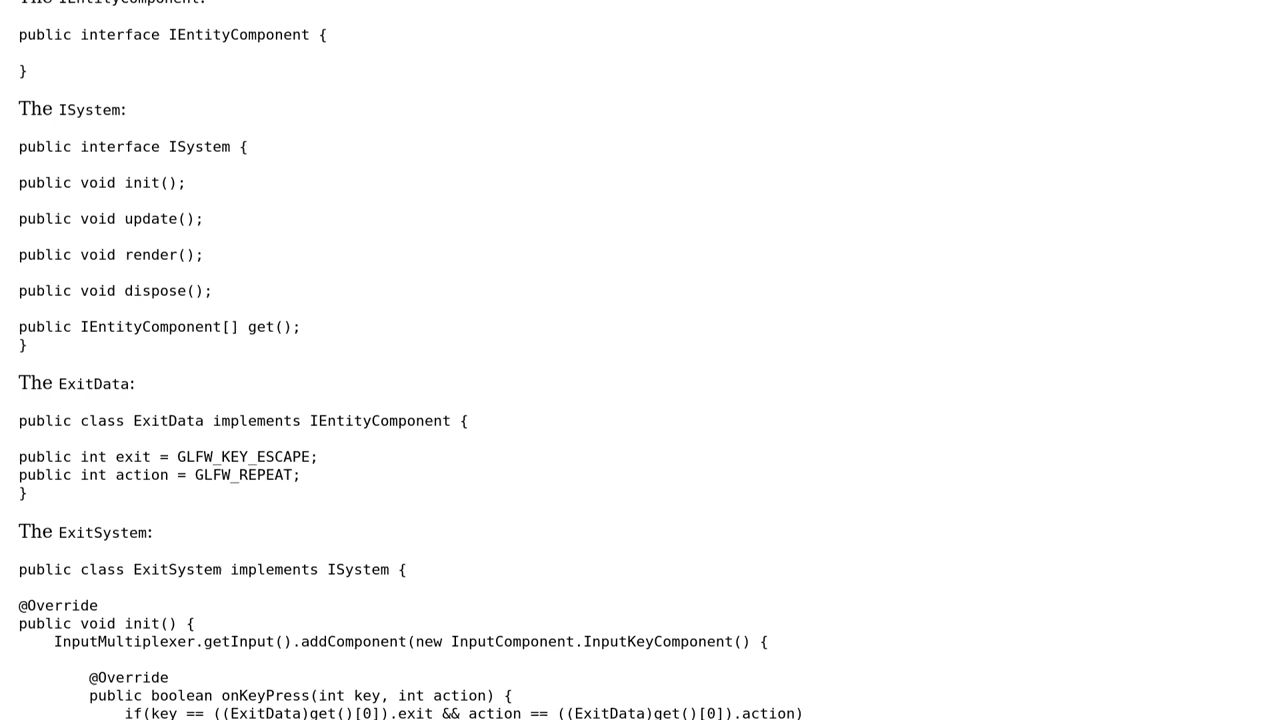 The IEntityComponent:
public interface IEntityComponent {
}
The ISystem:
public interface ISystem {
public void init();
public void update();
public void render();
public void dispose();
public IEntityComponent[] get();
}
The ExitData:
public class ExitData implements IEntityComponent {
public int exit = GLFW_KEY_ESCAPE;
public int action = GLFW_REPEAT;
}
The ExitSystem:
public class ExitSystem implements ISystem {
@Override
public void init() {
    InputMultiplexer.getInput().addComponent(new InputComponent.InputKeyComponent() {
        @Override
        public boolean onKeyPress(int key, int action) {
            if(key == ((ExitData)get()[0]).exit && action == ((ExitData)get()[0]).action)